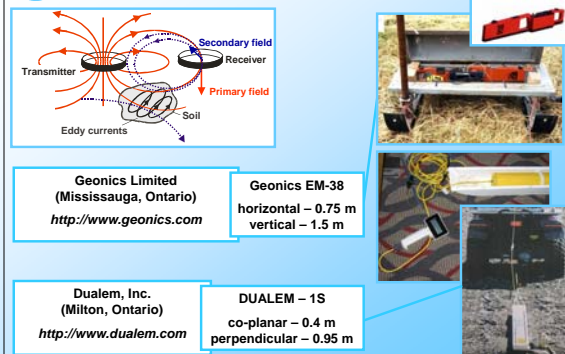 Secondary field
Transmitter
Receiver
Primary field
Soil
Eddy currents
Geonics Limited
(Mississauga, Ontario)
http://www.geonics.com
Geonics EM-38
horizontal – 0.75 m
vertical – 1.5 m
Dualem, Inc.
(Milton, Ontario)
http://www.dualem.com
DUALEM – 1S
co-planar – 0.4 m
perpendicular – 0.95 m